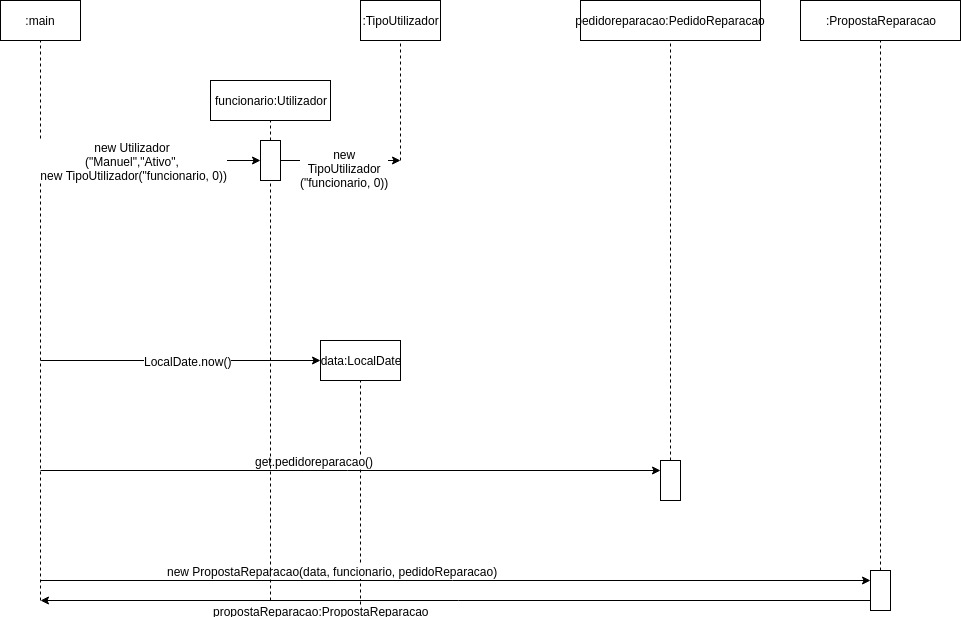 :main
:TipoUtilizador
pedidoreparacao:PedidoReparacao
:PropostaReparacao
funcionario:Utilizador
new Utilizador
("Manuel","Ativo",
new TipoUtilizador("funcionario, 0))
new
TipoUtilizador
("funcionario, 0))
LocalDate.now()
data:LocalDate
get.pedidoreparacao()
new PropostaReparacao(data, funcionario, pedidoReparacao)
propostaReparacao:PropostaReparacao